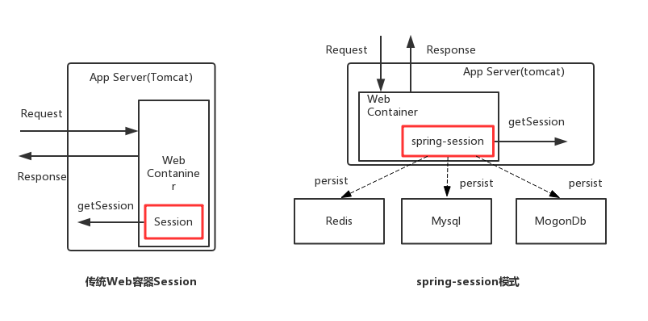 App Server(Tomcat)
Request
Response
Web
Contanine
r
getSession
Session
传统Web容器Session
Request
Response
App Server(tomcat)
Web
Container
spring-session
getSession
persist
persist
persist
Redis
Mysql
MogonDb
spring-session模式